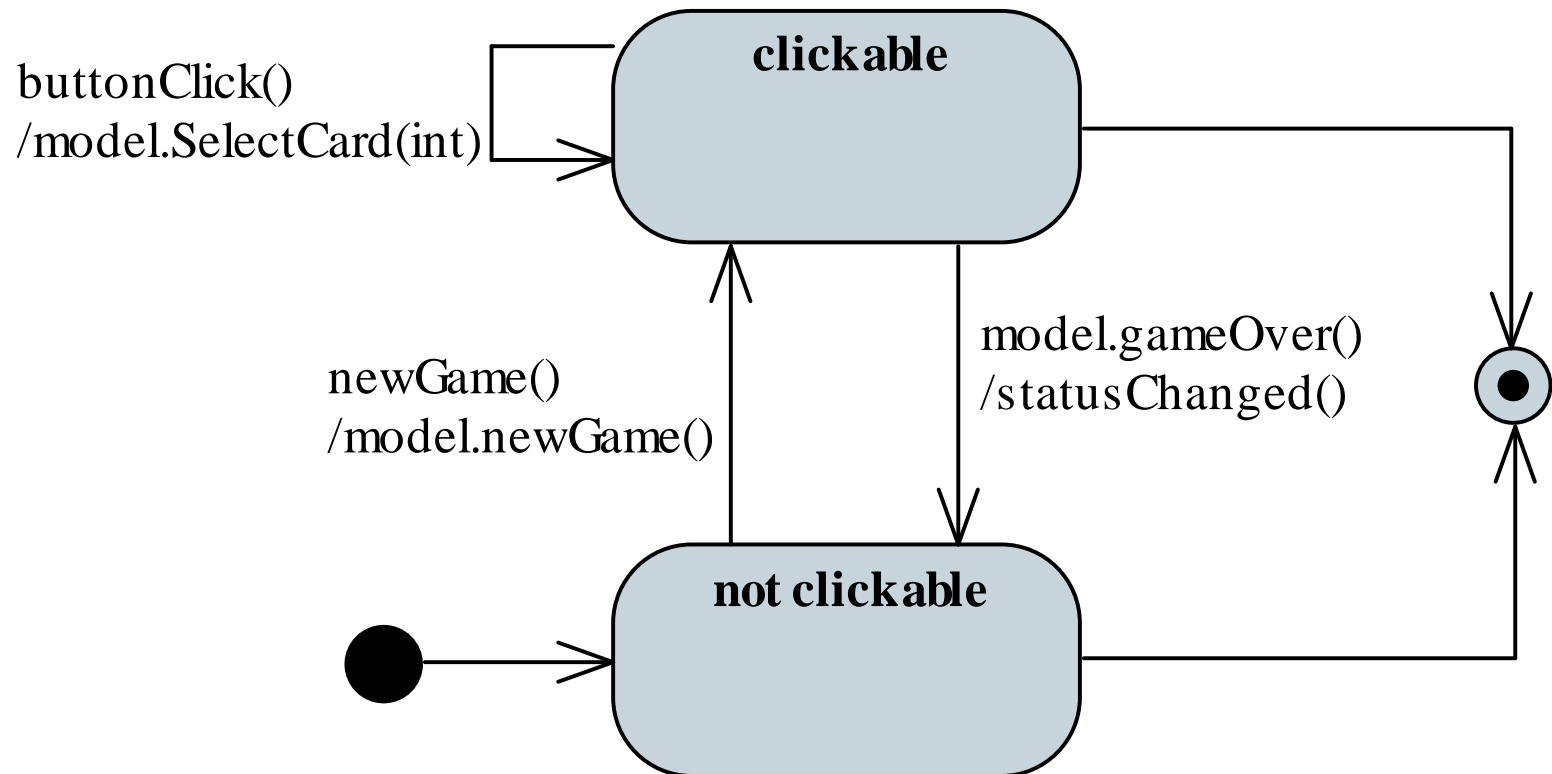 clickable
buttonClick()
/model.SelectCard(int)
model.gameOver()
/statusChanged()
newGame()
/model.newGame()
not clickable